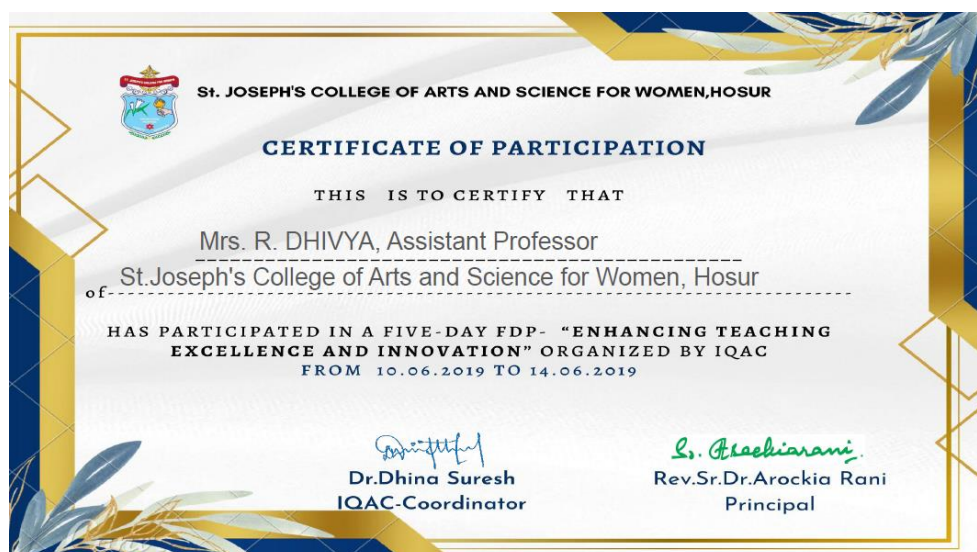 St. JOSEPH'S COLLEGE OF ARTS AND SCIENCE FOR WOMEN,HOSUR
CERTIFICATE OF PARTICIPATION
THIS IS TO CERTIFY THAT
Mrs. R. DHIVYA, Assistant Professor
of St.Joseph's College of Arts and Science for Women, Hosur
HAS PARTICIPATED IN A FIVE-DAY FDP- “ENHANCING TEACHING
EXCELLENCE AND INNOVATION” ORGANIZED BY IQAC
FROM 10.06.2019 TO 14.06.2019
Dr.Dhina Suresh
IQAC-Coordinator
Rev.Sr.Dr.Arockia Rani
Principal